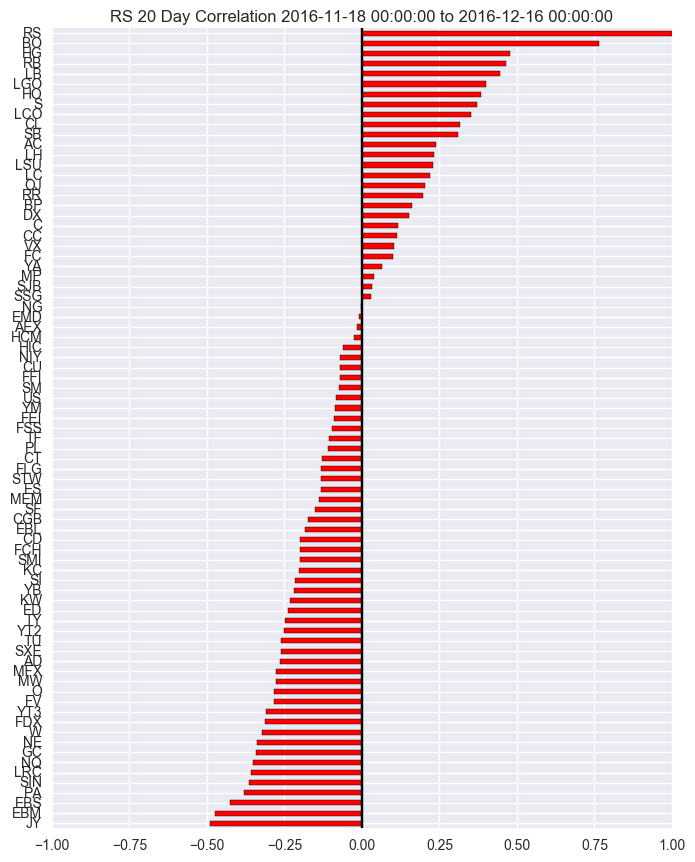 RS 20 Day Correlation 2016-11-18 00:00:00 to 2016-12-16 00:00:00
RS
BO
HG
RB
LB
LGO
HO
S
LCO
CL
SB
AC
LH
LSU
LC
OJ
RR
BP
DX
C
CC
VX
FC
YA
MP
SJB
SSG
NG
EMD
AEX
HCM
HIC
NIY
CU
FFI
SM
US
YM
FEI
FSS
TF
PL
CT
FLG
STW
ES
MEM
SF
CGB
EBL
CD
FCH
SMI
KC
SI
YB
KW
ED
TY
YT2
TU
SXE
AD
MFX
MW
O
FV
YT3
FDX
W
NE
GC
NQ
LRC
SIN
PA
EBS
EBM
JY
−1.00 −0.75 −0.50 −0.25 0.00 0.25 0.50 0.75 1.00